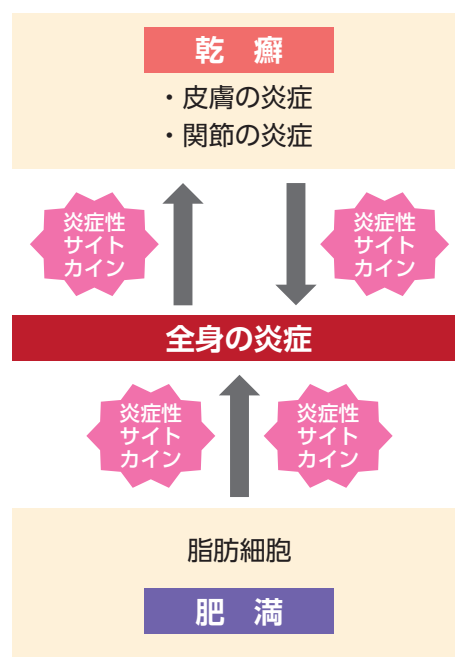 乾 癬
・皮膚の炎症
・関節の炎症
炎症性
サイト
カイン
炎症性
サイト
カイン
全身の炎症
炎症性
サイト
カイン
炎症性
サイト
カイン
脂肪細胞
肥 満